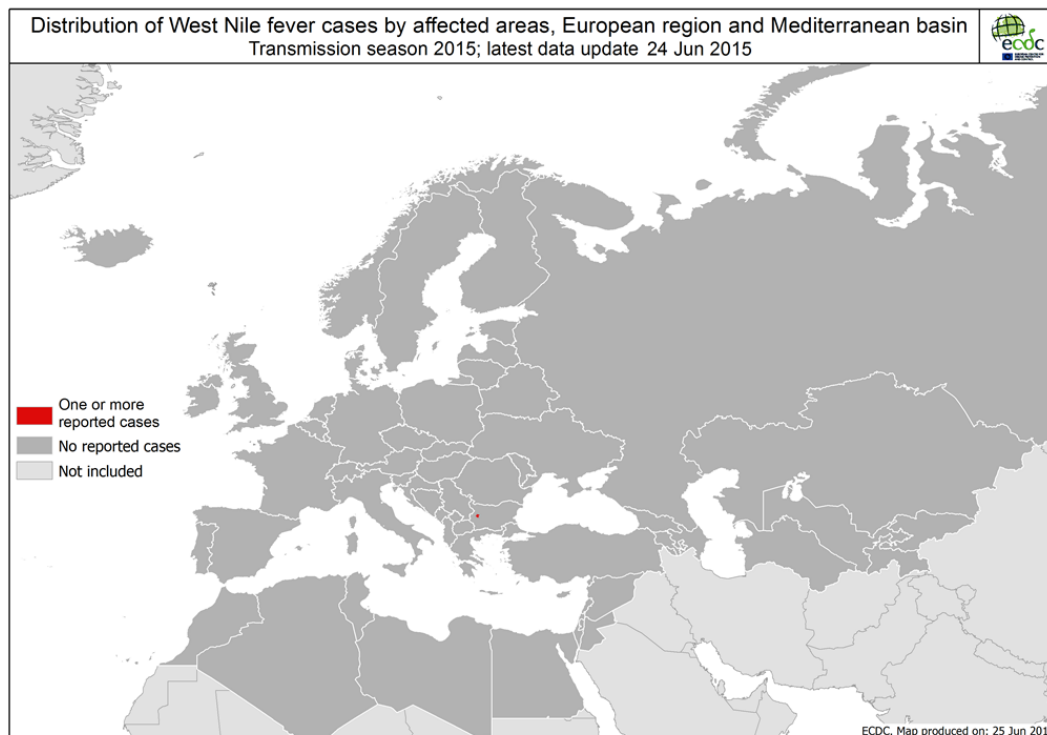 Distribution of West Nile fever cases by affected areas, European region and Mediterranean basin
Transmission season 2015; latest data update 24 Jun 2015
ecdc
One or more
reported cases
No reported cases
Not included
ECDC. Map produced on: 25 Jun 201